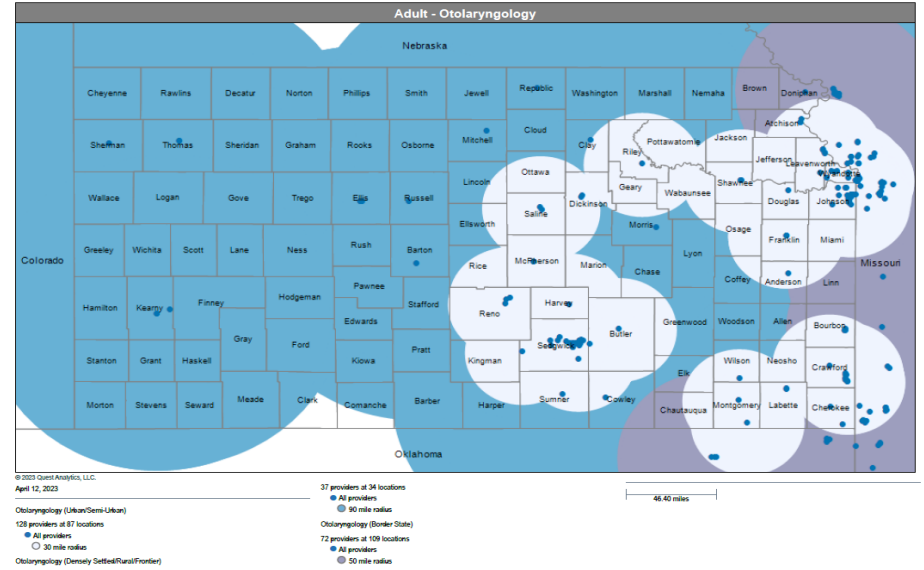 Adult - Otolaryngology
Nebraska
Cheyenne Rawlins Decatur Norton Phillips Smith Jewell Republic Washington Marshall Nemaha Brown Doniphan
Sherman Thomas Sheridan Graham Rooks Osborne Mitchell Cloud Clay Riley Pottawatomie Jackson Atchison
Jefferson Leavenworth Wyandotte
Wallace Logan Gove Trego Ellis Russell Lincoln Ottawa Geary Wabaunsee Shawnee Douglas Johnson
Saline Dickinson
Ellsworth Morris Osage Franklin Miami
Colorado Greeley Wichita Scott Lane Ness Rush Barton Rice McPherson Marion Chase Lyon Missouri
Coffey Anderson Linn
Hamilton Kearny Finney Hodgeman Pawnee Stafford Reno Harvey
Gray Edwards Butler Greenwood Woodson Allen Bourbon
Ford Pratt Sedgwick
Stanton Grant Haskell Kiowa Kingman Elk Wilson Neosho Crawford
Morton Stevens Seward Meade Clark Comanche Barber Harper Sumner Cowley Chautauqua Montgomery Labette Cherokee
Oklahoma
© 2023 Quest Analytics, LLC.
April 12, 2023
Otolaryngology (Urban/Semi-Urban)
128 providers at 87 locations
All providers
30 mile radius
Otolaryngology (Densely Settled/Rural/Frontier)
37 providers at 34 locations
All providers
90 mile radius
Otolaryngology (Border State)
72 providers at 109 locations
All providers
50 mile radius
46.40 miles